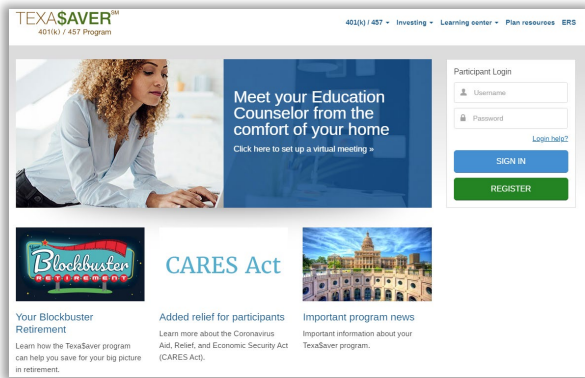 TEXA$AVER℠
401(k) / 457 Program
401(k) / 457 Investing Learning center Plan resources ERS
Meet your Education
Counselor from the
comfort of your home
Click here to set up a virtual meeting »
Participant Login
Username
Password
Login help?
SIGN IN
REGISTER
Your
Blockbuster
RETIREMENT
CARES Act
Your Blockbuster
Retirement
Learn how the Texa$aver program
can help you save for your big picture
in retirement.
Added relief for participants
Learn more about the Coronavirus
Aid, Relief, and Economic Security Act
(CARES Act).
Important program news
Important information about your
Texa$aver program.